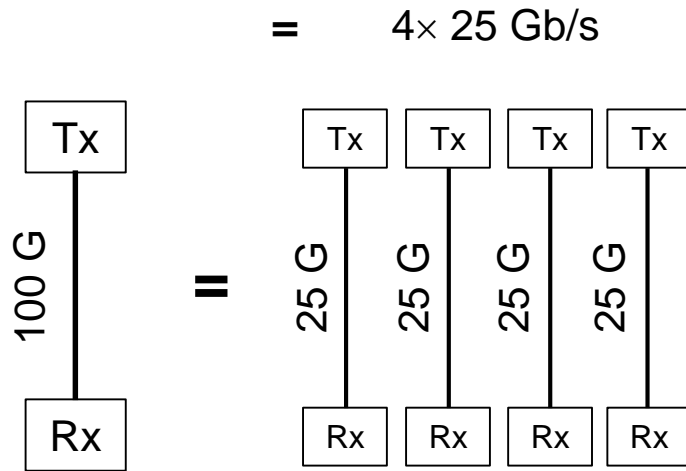 = 4× 25 Gb/s
Tx Tx Tx Tx Tx
100 G = 25 G 25 G 25 G 25 G
Rx Rx Rx Rx Rx